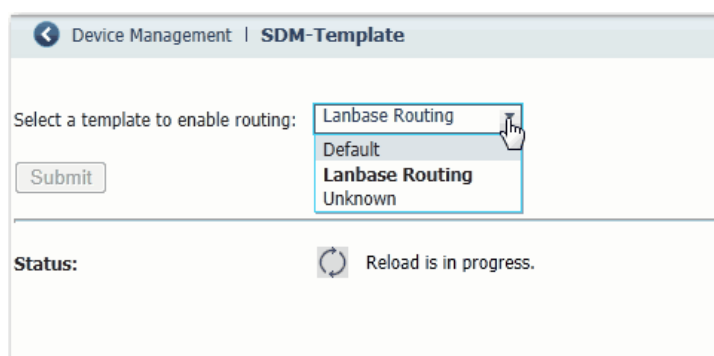 Device Management | SDM-Template
Select a template to enable routing: Lanbase Routing
Default
Lanbase Routing
Unknown
Submit
Status: Reload is in progress.